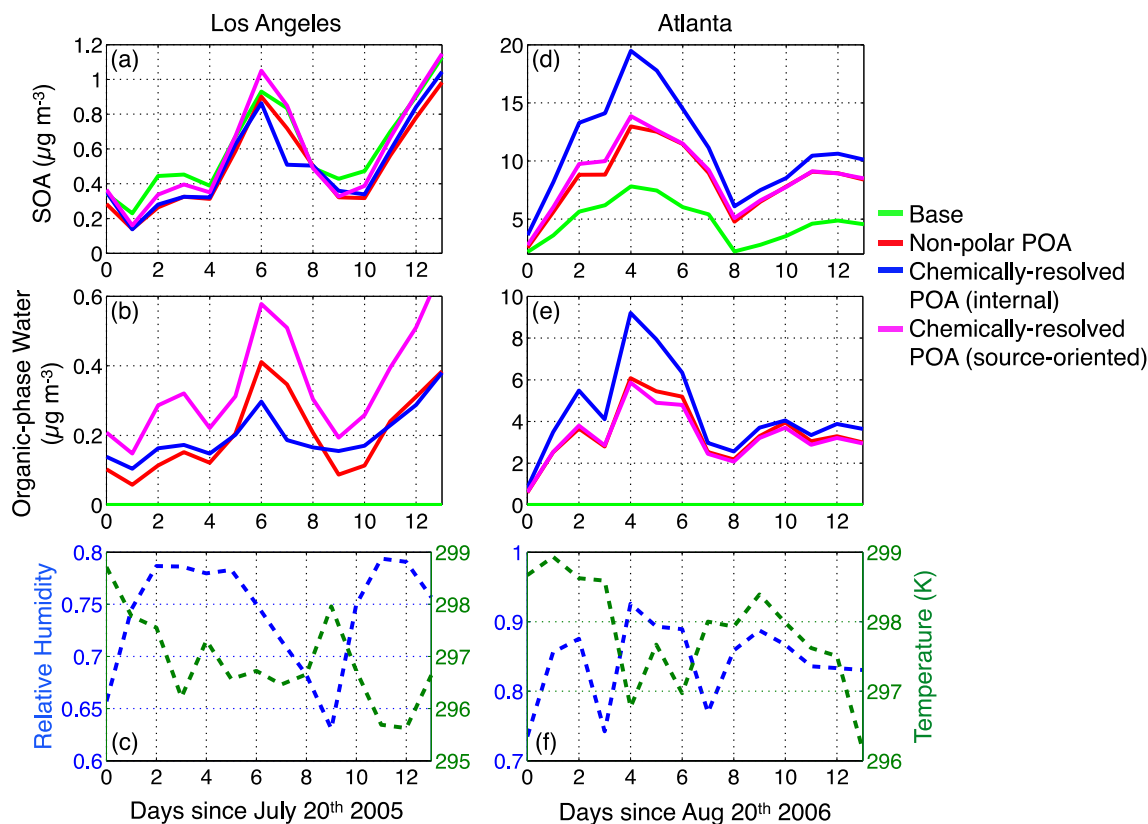 Los Angeles
Atlanta
(a)
SOA (µg m⁻³)
1.2
1
0.8
0.6
0.4
0.2
0
0 2 4 6 8 10 12
(d)
20
15
10
5
0 2 4 6 8 10 12
Base
Non-polar POA
Chemically-resolved
POA (internal)
Chemically-resolved
POA (source-oriented)
(b)
Organic-phase Water
(µg m⁻³)
0.6
0.4
0.2
0
0 2 4 6 8 10 12
(e)
10
8
6
4
2
0
0 2 4 6 8 10 12
(c)
Relative Humidity
0.8
0.75
0.7
0.65
0.6
299
298
297
296
295
0 2 4 6 8 10 12
Days since July 20ᵗʰ 2005
(f)
1
0.9
0.8
0.7
299
298
297
296
Temperature (K)
0 2 4 6 8 10 12
Days since Aug 20ᵗʰ 2006